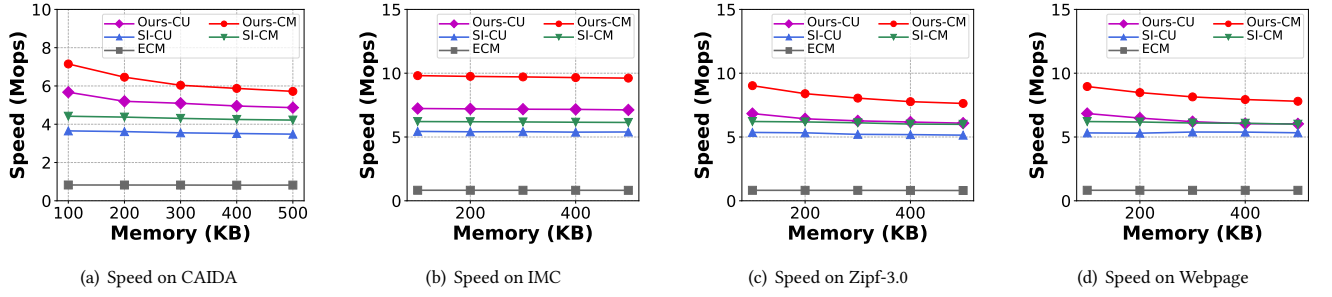 Speed (Mops)
10
8
6
4
2
0
Ours-CU
Ours-CM
SI-CU
SI-CM
ECM
100
200
300
400
500
Memory (KB)
(a) Speed on CAIDA
Speed (Mops)
15
10
5
0
Ours-CU
Ours-CM
SI-CU
SI-CM
ECM
200
400
Memory (KB)
(b) Speed on IMC
Speed (Mops)
15
10
5
0
Ours-CU
Ours-CM
SI-CU
SI-CM
ECM
200
400
Memory (KB)
(c) Speed on Zipf-3.0
Speed (Mops)
15
10
5
0
Ours-CU
Ours-CM
SI-CU
SI-CM
ECM
200
400
Memory (KB)
(d) Speed on Webpage